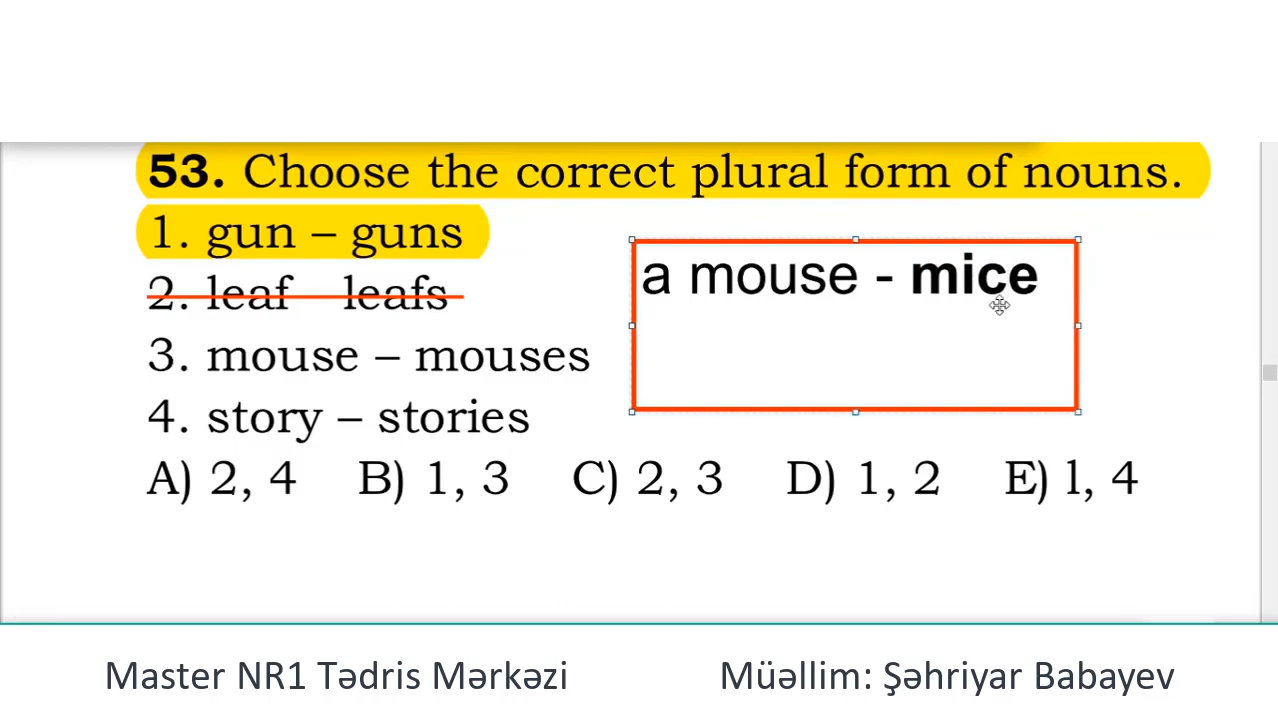 53. Choose the correct plural form of nouns.
1. gun – guns
2. leaf – leafs
a mouse - mice
3. mouse – mouses
4. story – stories
A) 2, 4 B) 1, 3 C) 2, 3 D) 1, 2 E) l, 4
Master NR1 Tədris Mərkəzi Müəllim: Şəhriyar Babayev